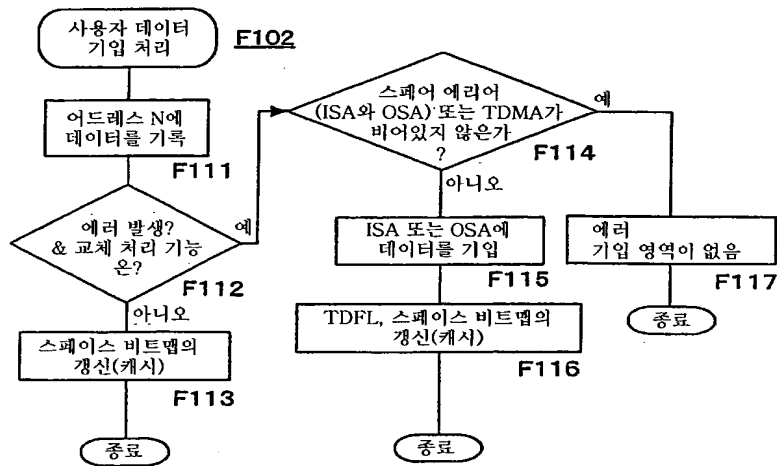 사용자 데이터
기입 처리
F102
어드레스 N에
데이터를 기록
F111
에러 발생?
& 교체 처리 기능
온?
F112
예
아니오
스페이스 비트맵의
갱신(캐시)
F113
종료
스페어 에리어
(ISA와 OSA) 또는 TDMA가
비어있지 않은가
?
F114
예
아니오
ISA 또는 OSA에
데이터를 기입
F115
TDFL, 스페이스 비트맵의
갱신(캐시)
F116
종료
에러
기입 영역이 없음
F117
종료